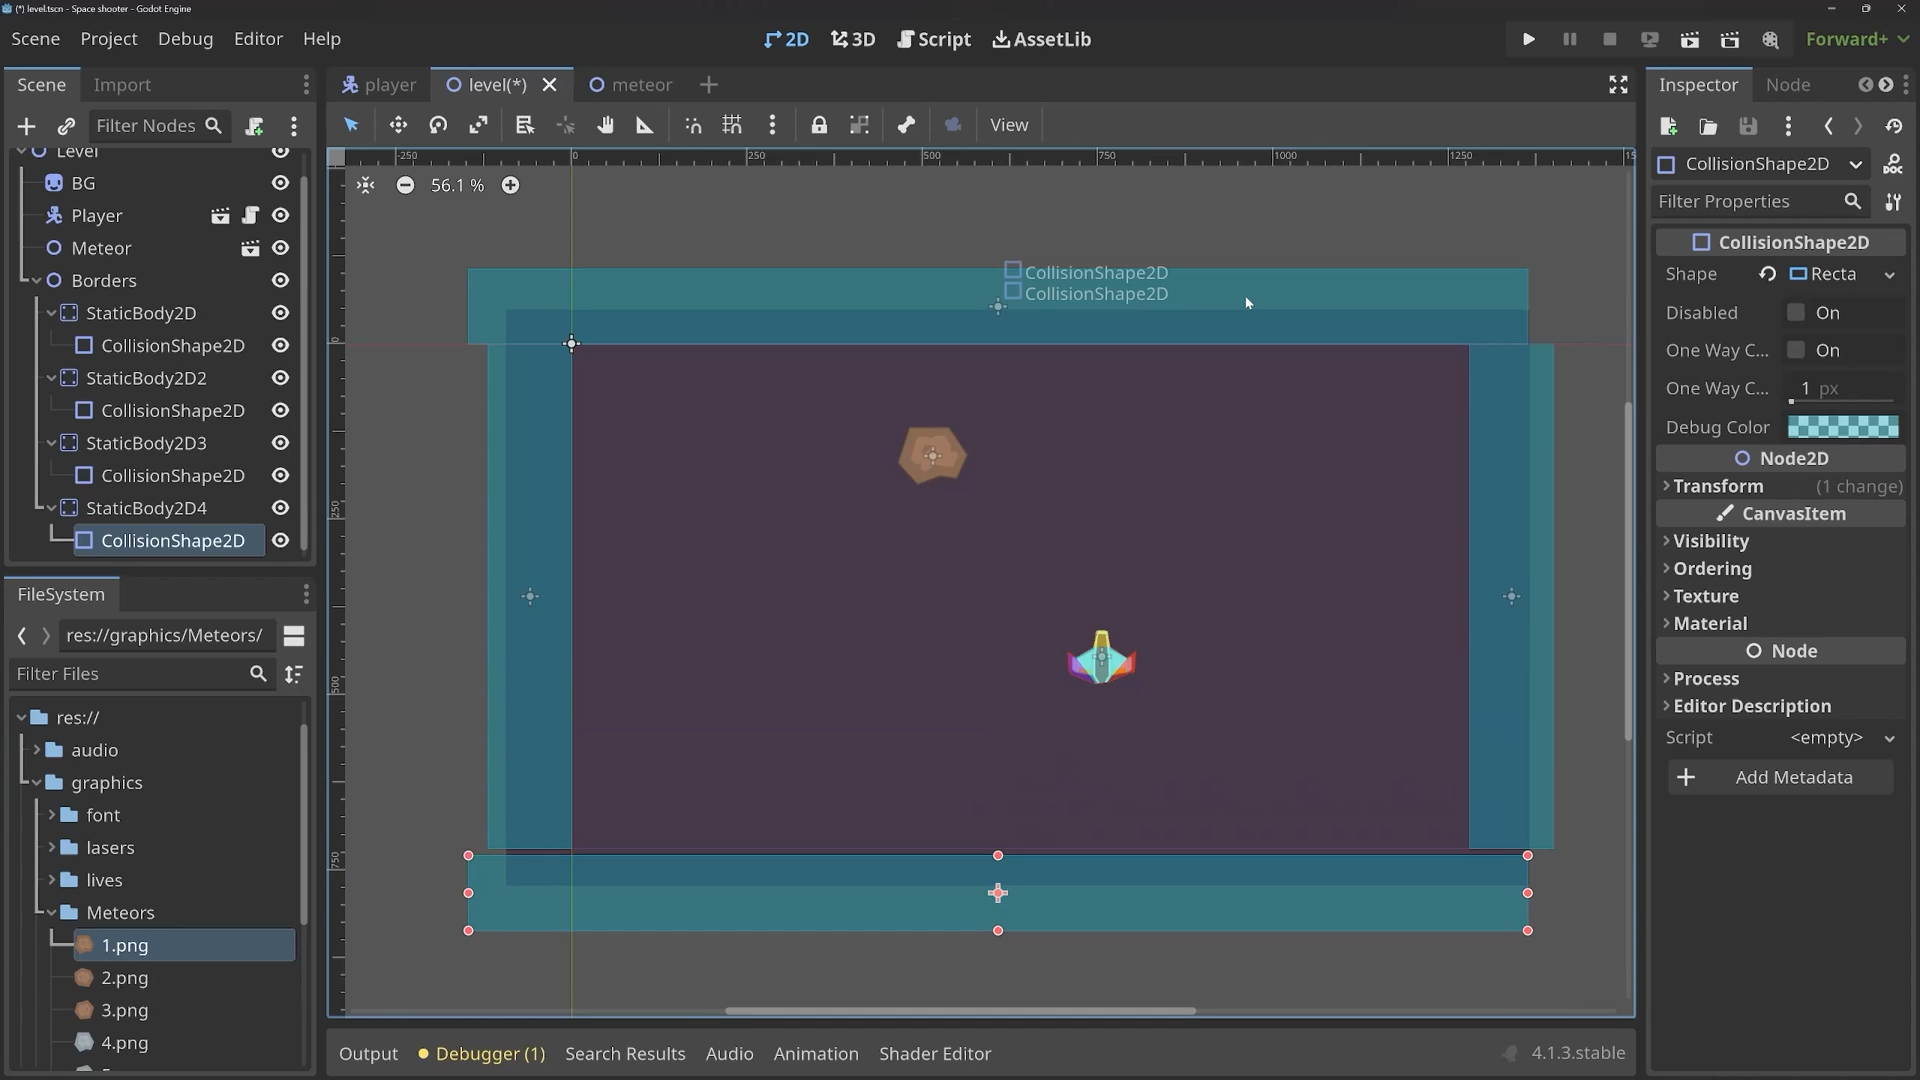 (*) level.tscn - Space shooter - Godot Engine
Scene Project Debug Editor Help
2D 3D Script AssetLib
Forward+
Scene Import
player level(*) meteor
Inspector Node
Filter Nodes
View
Level
BG
Player
Meteor
Borders
StaticBody2D
CollisionShape2D
StaticBody2D2
CollisionShape2D
StaticBody2D3
CollisionShape2D
StaticBody2D4
CollisionShape2D
-250 0 250 500 750 1000 1250 15
56.1 %
0
250
500
750
CollisionShape2D
CollisionShape2D
CollisionShape2D
Filter Properties
CollisionShape2D
Shape Recta
Disabled On
One Way C... On
One Way C... 1 px
Debug Color
Node2D
Transform (1 change)
CanvasItem
Visibility
Ordering
Texture
Material
Node
Process
Editor Description
Script <empty>
Add Metadata
FileSystem
res://graphics/Meteors/
Filter Files
res://
audio
graphics
font
lasers
lives
Meteors
1.png
2.png
3.png
4.png
Output Debugger (1) Search Results Audio Animation Shader Editor
4.1.3.stable